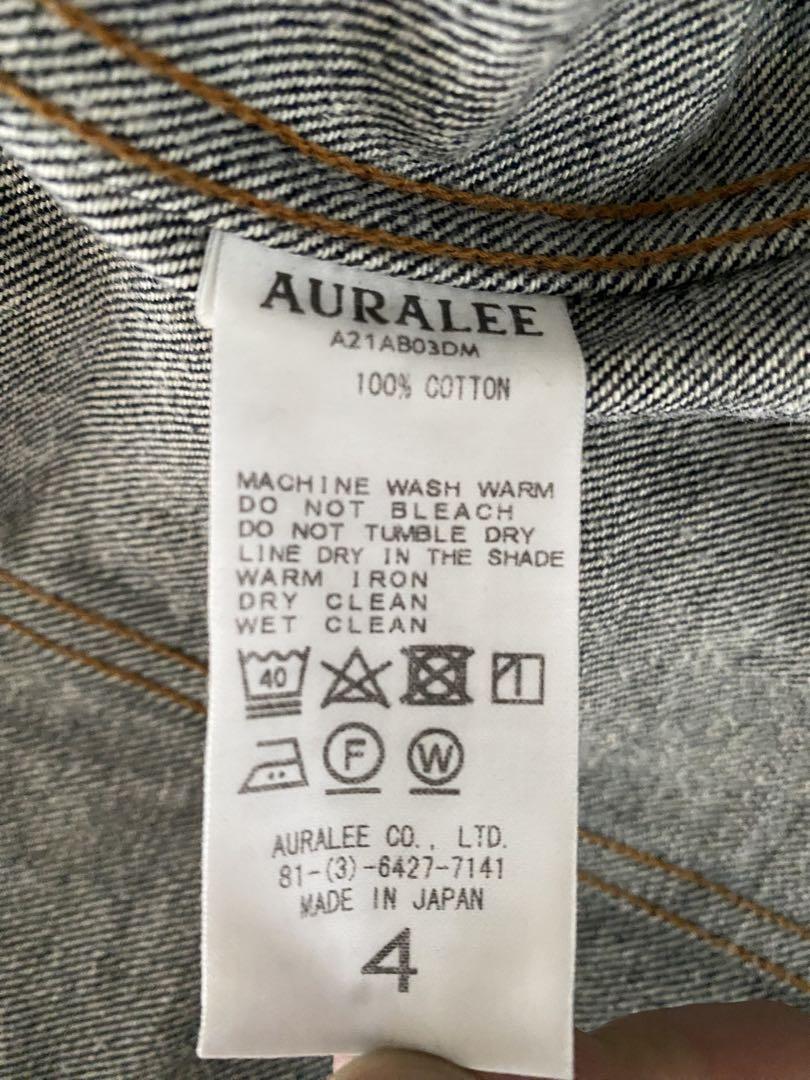 AURALEE
A21AB03DM
100% COTTON
MACHINE WASH WARM
DO NOT BLEACH
DO NOT TUMBLE DRY
LINE DRY IN THE SHADE
WARM IRON
DRY CLEAN
WET CLEAN
40
F W
AURALEE CO., LTD.
81-(3)-6427-7141
MADE IN JAPAN
4